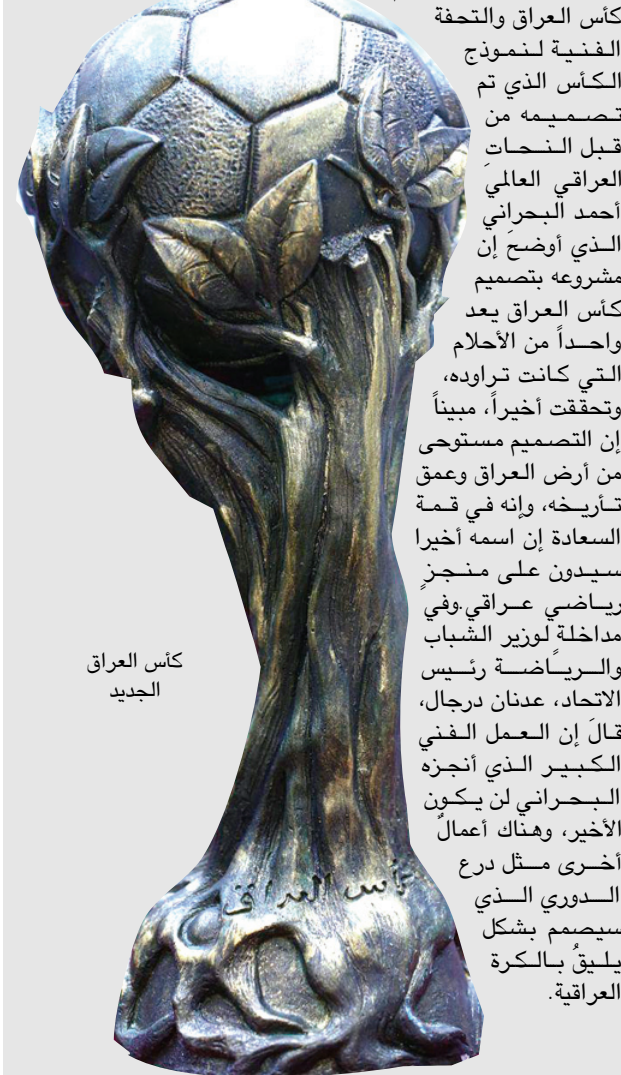 كأس العراق والتحفة
الفنية لنموذج
الكأس الذي تم
تصميمه من
قبل النحات
العراقي العالميَ
أحمد البحراني
الذي أوضحَ إن
مشروعه بتصميم
كأس العراق يعد
واحداً من الأحلام
التي كانت تراوده،
وتحققت أخيراً، مبيناً
إن التصميم مستوحى
من أرض العراق وعمق
تأريخه، وإنه في قمة
السعادة إن اسمه أخيرا
سيدون على منجزٍ
رياضي عراقي.وفي
مداخلة لوزير الشباب
والرياضة رئيس
الاتحاد، عدنان درجال،
قالَ إن العمل الفني
الكبير الذي أنجزه
البحراني لن يكون
الأخير، وهناك أعمالٌ
أخرى مثل درع
الدوري الذي
سيصمم بشكل
يليقُ بالكرة
العراقية.
كأس العراق
الجديد
كأس العراق